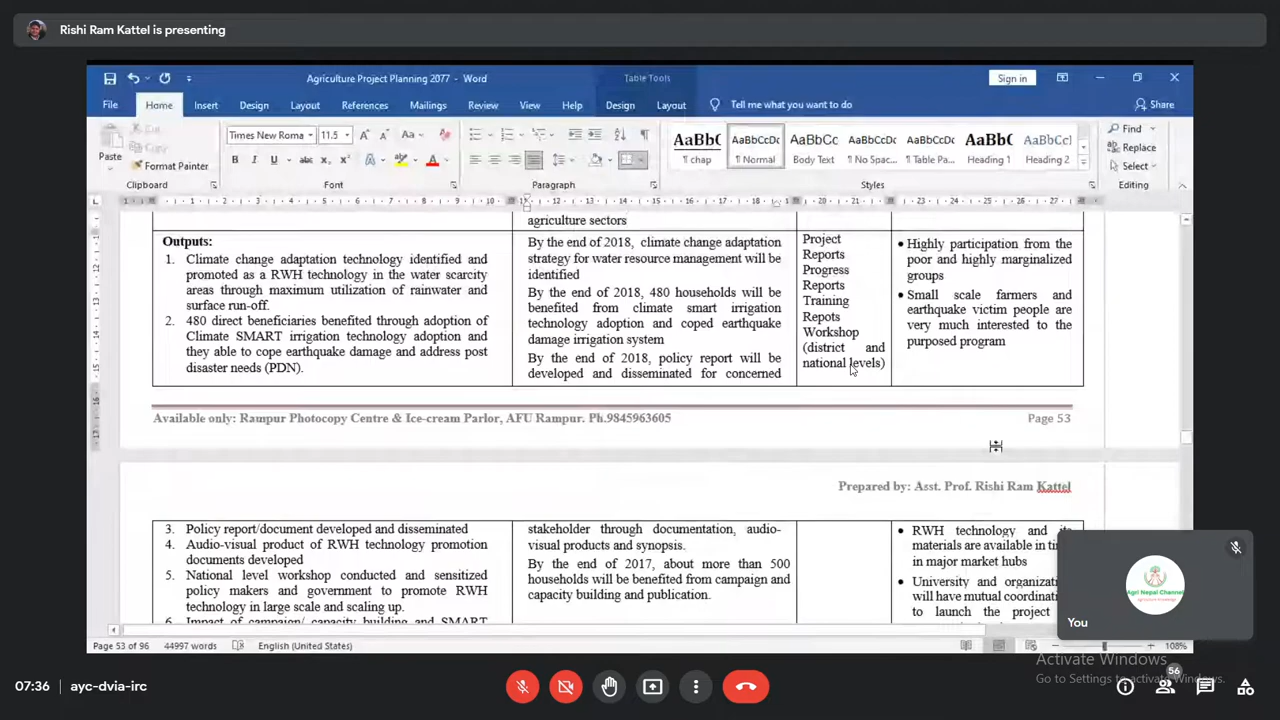 Rishi Ram Kattel is presenting
Agriculture Project Planning 2077 - Word
Table Tools
Sign in
File
Home
Insert
Design
Layout
References
Mailings
Review
View
Help
Design
Layout
Tell me what you want to do
Share
Paste
Cut
Copy
Format Painter
Clipboard
Times New Roma
11.5
Font
Paragraph
AaBbC
¶ chap
AaBbCcDc
¶ Normal
AaBbCc
Body Text
AaBbCcDc
¶ No Spac...
AaBbCcDc
¶ Table Pa...
AaBbC
Heading 1
AaBbCcI
Heading 2
Styles
Find
Replace
Select
Editing
agriculture sectors
Outputs:
1. Climate change adaptation technology identified and
promoted as a RWH technology in the water scarcity
areas through maximum utilization of rainwater and
surface run-off.
2. 480 direct beneficiaries benefited through adoption of
Climate SMART irrigation technology adoption and
they able to cope earthquake damage and address post
disaster needs (PDN).
By the end of 2018, climate change adaptation
strategy for water resource management will be
identified
By the end of 2018, 480 households will be
benefited from climate smart irrigation
technology adoption and coped earthquake
damage irrigation system
By the end of 2018, policy report will be
developed and disseminated for concerned
Project
Reports
Progress
Reports
Training
Repots
Workshop
(district and
national levels)
• Highly participation from the
poor and highly marginalized
groups
• Small scale farmers and
earthquake victim people are
very much interested to the
purposed program
Available only: Rampur Photocopy Centre & Ice-cream Parlor, AFU Rampur. Ph.9845963605
Page 53
Prepared by: Asst. Prof. Rishi Ram Kattel
3. Policy report/document developed and disseminated
4. Audio-visual product of RWH technology promotion
documents developed
5. National level workshop conducted and sensitized
policy makers and government to promote RWH
technology in large scale and scaling up.
6. Impact of campaign/ capacity building and SMART
stakeholder through documentation, audio-
visual products and synopsis.
By the end of 2017, about more than 500
households will be benefited from campaign and
capacity building and publication.
• RWH technology and its
materials are available in
in major market hubs
• University and
will have mutual
to launch the project
Agri Nepal Channel
You
Page 53 of 96
44997 words
English (United States)
108%
Activate Windows
Go to Settings to activate Windows.
07:36
ayc-dvia-irc
56